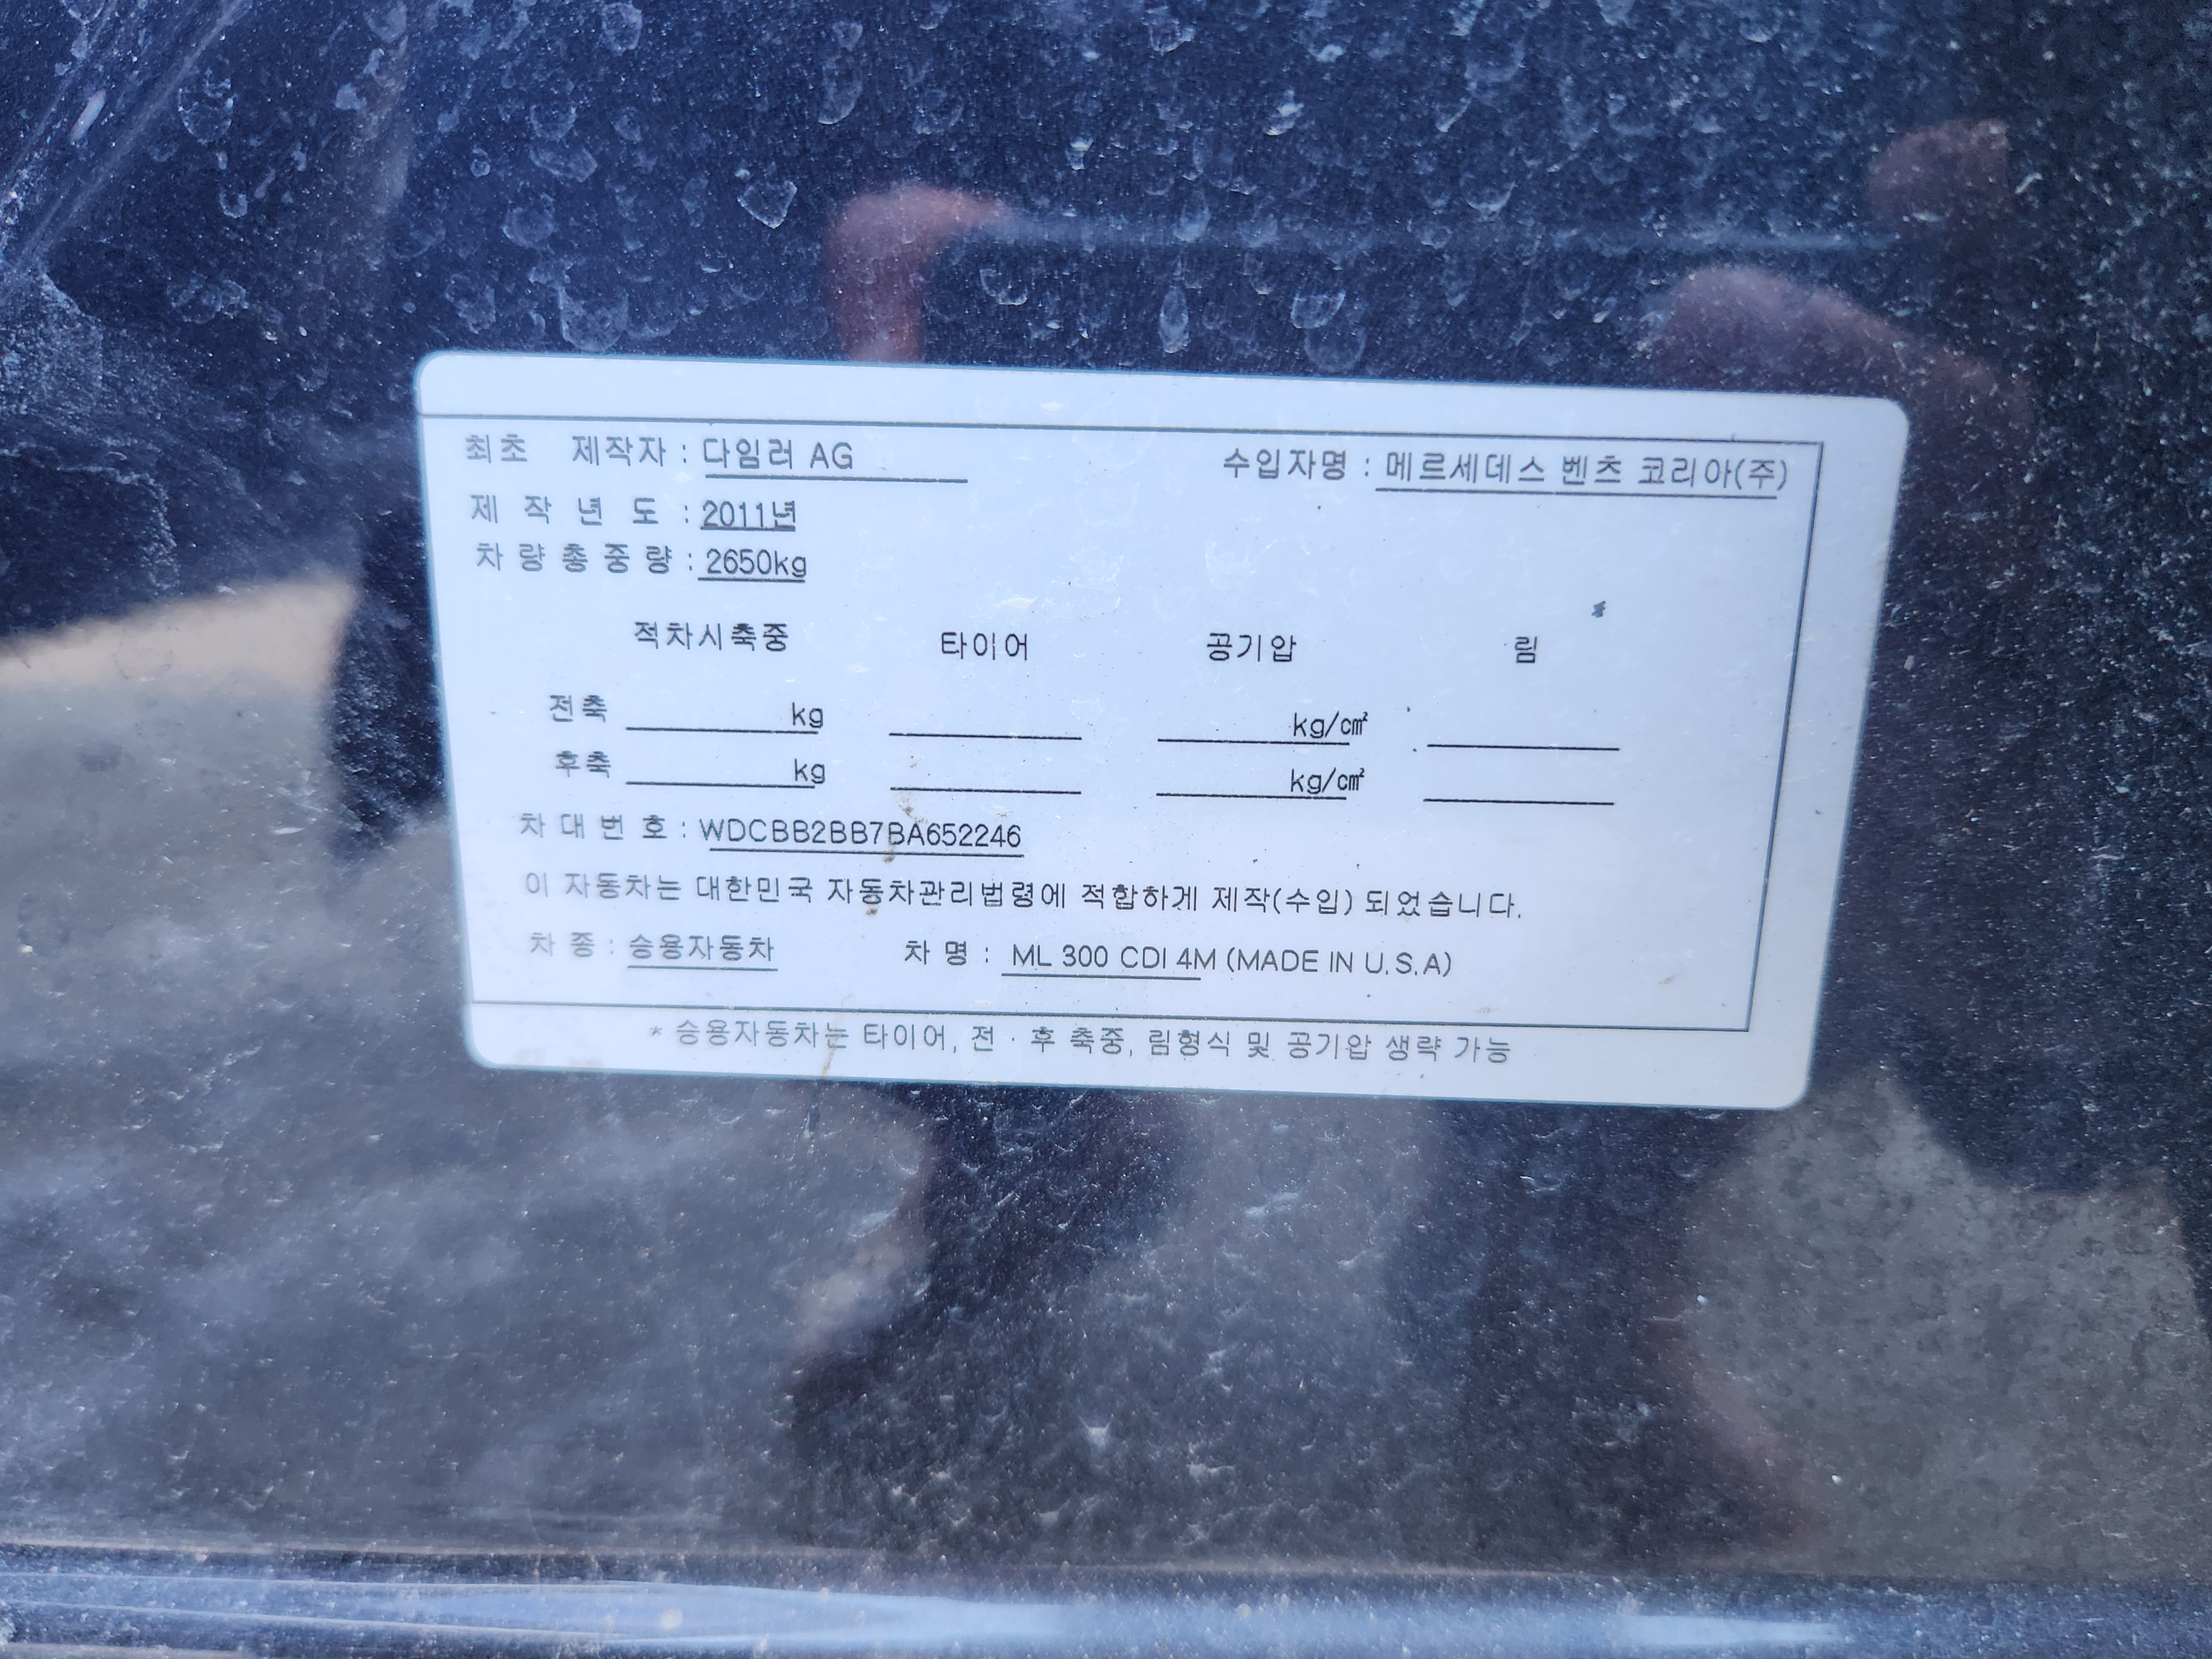 최초 제작자 : 다임러 AG 수입자명 : 메르세데스 벤츠 코리아(주)
제 작 년 도 : 2011년
차 량 총 중 량 : 2650kg
적차시축중 타이어 공기압 림
전축 kg kg/㎠
후축 kg kg/㎠
차 대 번 호 : WDCBB2BB7BA652246
이 자동차는 대한민국 자동차관리법령에 적합하게 제작(수입) 되었습니다.
차 종 : 승용자동차 차 명 : ML 300 CDI 4M (MADE IN U.S.A)
* 승용자동차는 타이어, 전 · 후 축중, 림형식 및 공기압 생략 가능